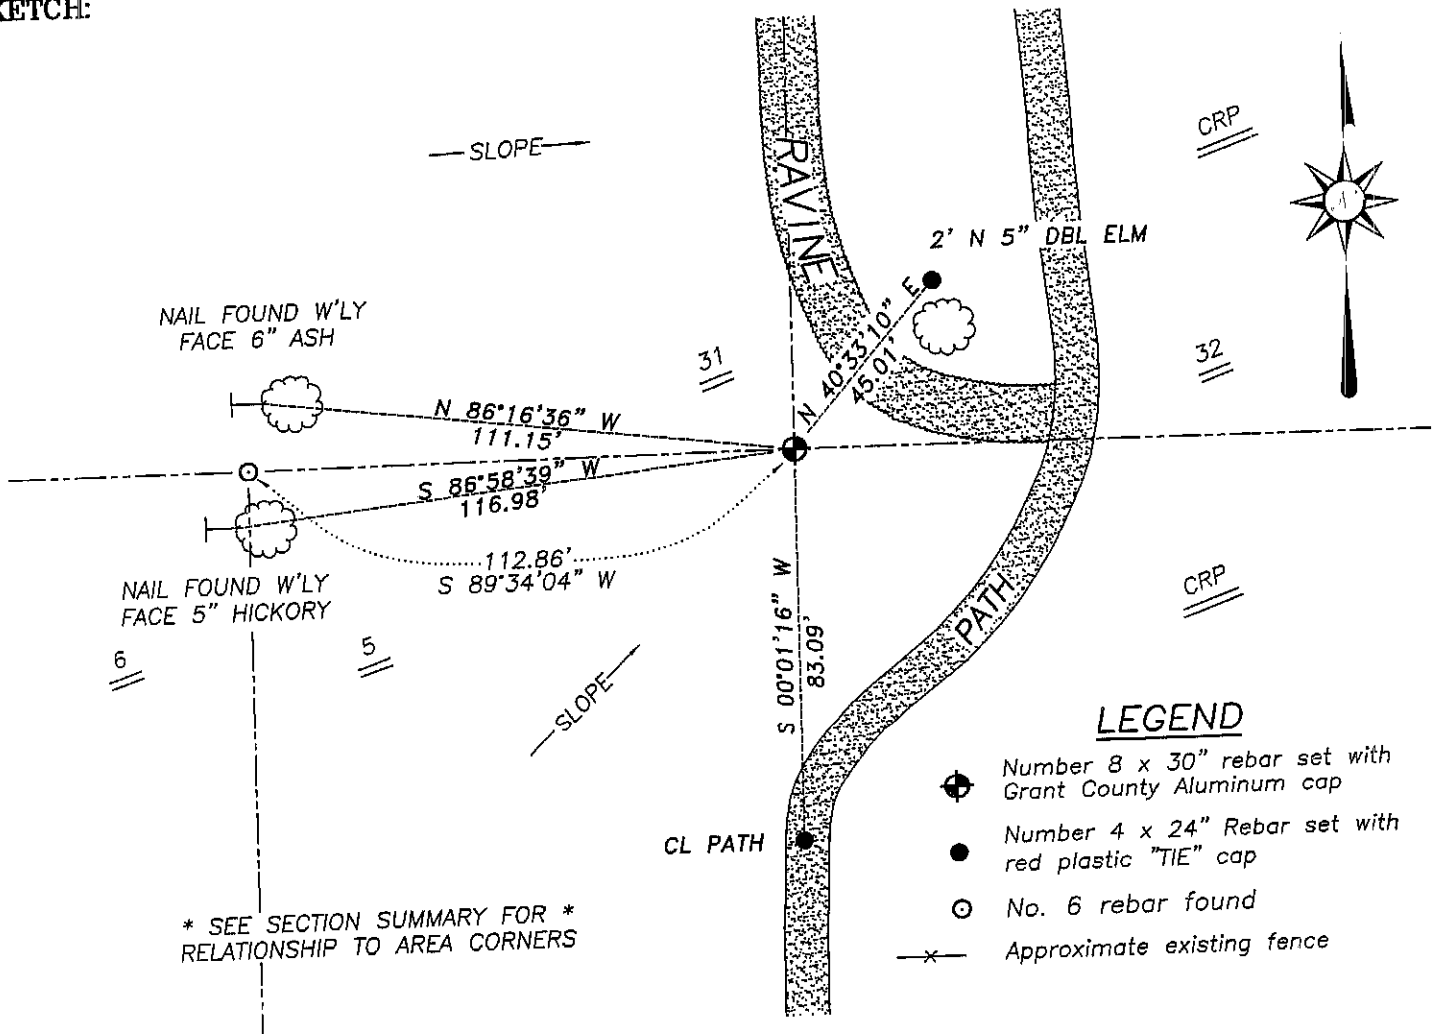 SKETCH:
SLOPE
CRP
RAVINE
2' N 5" DBL ELM
NAIL FOUND W'LY
FACE 6" ASH
31
32
N 40°33'10" E
45.01'
N 86°16'36" W
111.15'
S 86°58'39" W
116.98'
112.86'
S 89°34'04" W
NAIL FOUND W'LY
FACE 5" HICKORY
6
5
SLOPE
S 00°01'16" W
83.09'
PATH
CRP
CL PATH
LEGEND
Number 8 x 30" rebar set with
Grant County Aluminum cap
Number 4 x 24" Rebar set with
red plastic "TIE" cap
No. 6 rebar found
Approximate existing fence
* SEE SECTION SUMMARY FOR *
RELATIONSHIP TO AREA CORNERS